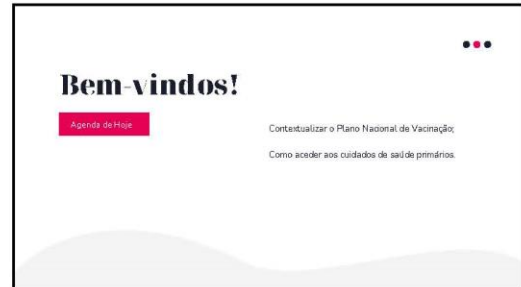 Bem-vindos!
Agenda de Hoje
Contextualizar o Plano Nacional de Vacinação;
Como aceder aos cuidados de saúde primários.